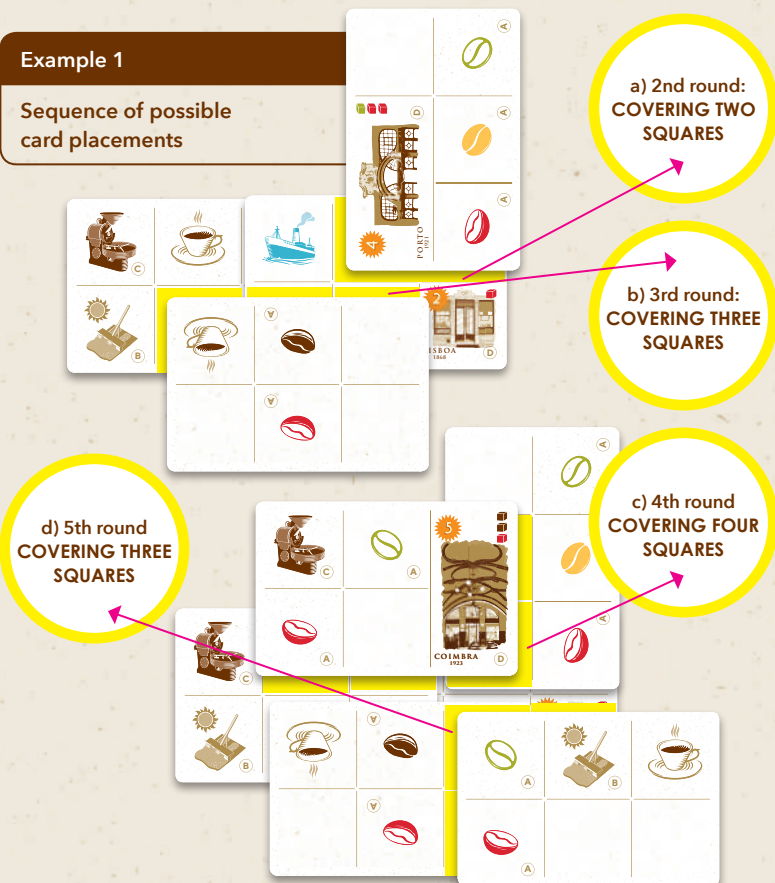 Example 1
Sequence of possible
card placements
a) 2nd round:
COVERING TWO
SQUARES
A
A
D
A
4
PORTO
1921
C
B
2
ISBOA
1868
D
b) 3rd round:
COVERING THREE
SQUARES
A
A
d) 5th round
COVERING THREE
SQUARES
c) 4th round
COVERING FOUR
SQUARES
A
A
C
A
5
A
COIMBRA
1923
D
C
B
A
A
A
B
A